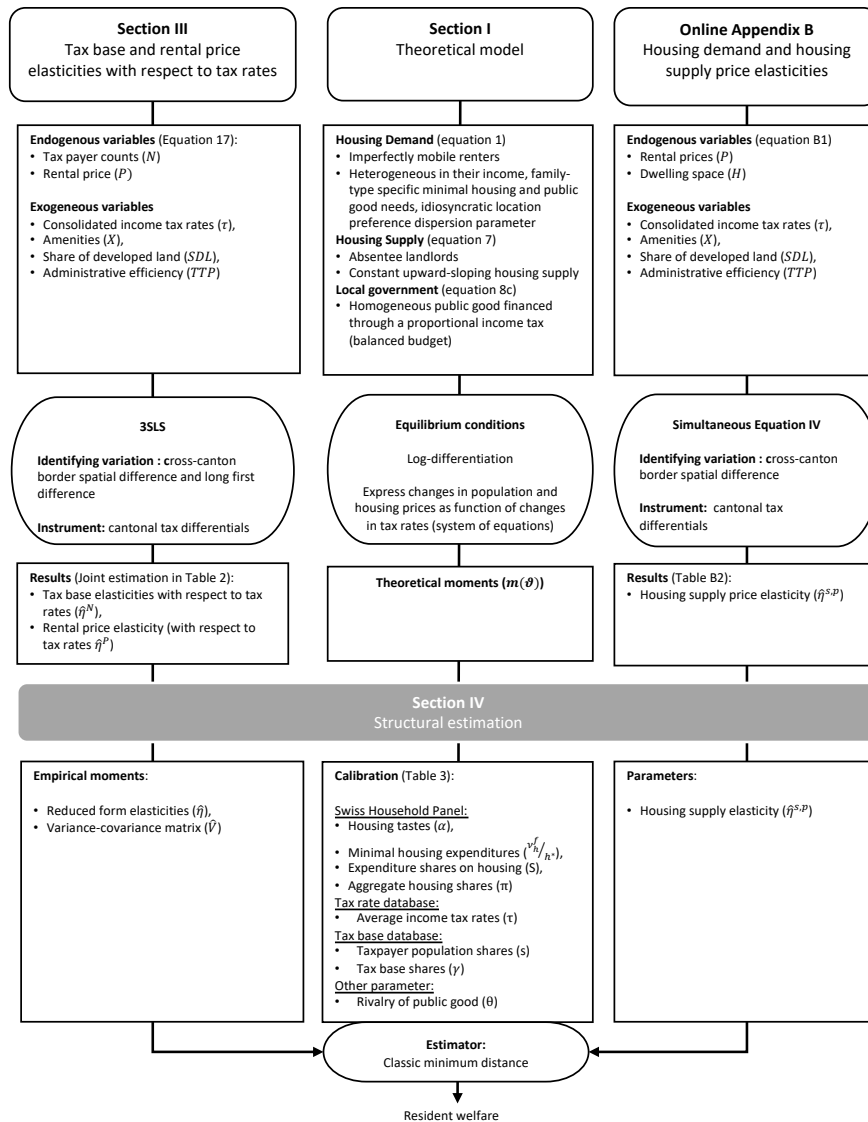 Section III
Tax base and rental price
elasticities with respect to tax rates
Section I
Theoretical model
Online Appendix B
Housing demand and housing
supply price elasticities
Endogenous variables (Equation 17):
• Tax payer counts (N)
• Rental price (P)
Exogeneous variables
• Consolidated income tax rates (τ),
• Amenities (X),
• Share of developed land (SDL),
• Administrative efficiency (TTP)
Housing Demand (equation 1)
• Imperfectly mobile renters
• Heterogeneous in their income, family-
type specific minimal housing and public
good needs, idiosyncratic location
preference dispersion parameter
Housing Supply (equation 7)
• Absentee landlords
• Constant upward-sloping housing supply
Local government (equation 8c)
• Homogeneous public good financed
through a proportional income tax
(balanced budget)
Endogenous variables (equation B1)
• Rental prices (P)
• Dwelling space (H)
Exogeneous variables
• Consolidated income tax rates (τ),
• Amenities (X),
• Share of developed land (SDL),
• Administrative efficiency (TTP)
3SLS
Identifying variation : cross-canton
border spatial difference and long first
difference
Instrument: cantonal tax differentials
Equilibrium conditions
Log-differentiation
Express changes in population and
housing prices as function of changes
in tax rates (system of equations)
Simultaneous Equation IV
Identifying variation : cross-canton
border spatial difference
Instrument: cantonal tax
differentials
Results (Joint estimation in Table 2):
• Tax base elasticities with respect to tax
rates (η̂^N),
• Rental price elasticity (with respect to
tax rates η̂^P)
Theoretical moments (m(ϑ))
Results (Table B2):
• Housing supply price elasticity (η̂^{s,p})
Section IV
Structural estimation
Empirical moments:
• Reduced form elasticities (η̂),
• Variance-covariance matrix (V̂)
Calibration (Table 3):
Swiss Household Panel:
• Housing tastes (α),
• Minimal housing expenditures (ν_h^f/h*),
• Expenditure shares on housing (S),
• Aggregate housing shares (π)
Tax rate database:
• Average income tax rates (τ)
Tax base database:
• Taxpayer population shares (s)
• Tax base shares (γ)
Other parameter:
• Rivalry of public good (θ)
Parameters:
• Housing supply elasticity (η̂^{s,p})
Estimator:
Classic minimum distance
Resident welfare